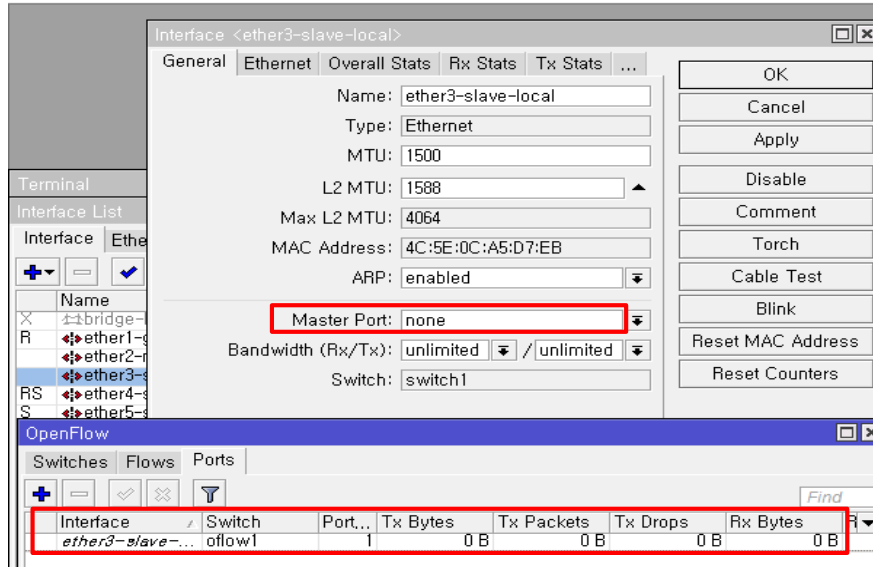 Interface <ether3-slave-local>
General Ethernet Overall Stats Rx Stats Tx Stats ...
Name: ether3-slave-local
Type: Ethernet
MTU: 1500
L2 MTU: 1588
Max L2 MTU: 4064
MAC Address: 4C:5E:0C:A5:D7:EB
ARP: enabled
Master Port: none
Bandwidth (Rx/Tx): unlimited / unlimited
Switch: switch1
OK
Cancel
Apply
Disable
Comment
Torch
Cable Test
Blink
Reset MAC Address
Reset Counters
Terminal
Interface List
Interface Ethe
Name
X bridge-l
R ether1-g
ether2-m
ether3-s
RS ether4-s
S ether5-s
OpenFlow
Switches Flows Ports
Find
Interface Switch Port... Tx Bytes Tx Packets Tx Drops Rx Bytes R
ether3-slave-... oflow1 1 0 B 0 B 0 B 0 B